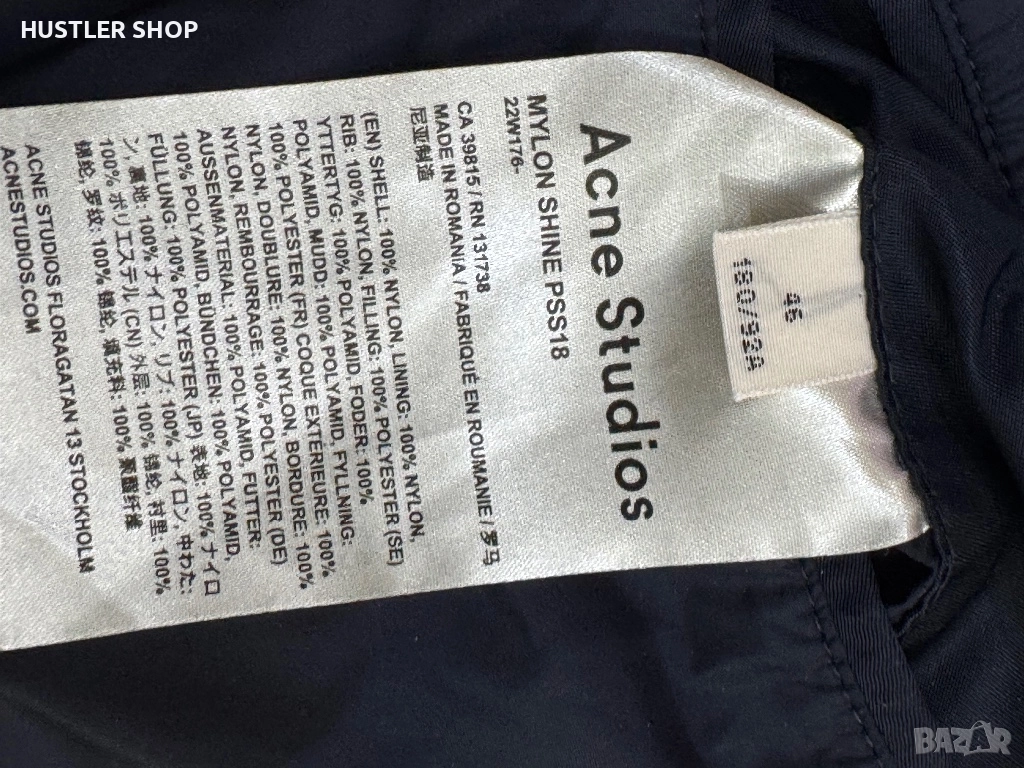 HUSTLER SHOP
Acne Studios
MYLON SHINE PSS18
22W176-
CA 39815 / RN 131738
MADE IN ROMANIA / FABRIQUÉ EN ROUMANIE / 罗马
尼亚制造
(EN) SHELL: 100% NYLON, LINING: 100% NYLON,
RIB: 100% NYLON, FILLING: 100% POLYESTER (SE)
YTTERTYG: 100% POLYAMID, FODER: 100%
POLYAMID, MUDD: 100% POLYAMID, FYLLNING:
100% POLYESTER (FR) COQUE EXTÉRIEURE: 100%
NYLON, DOUBLURE: 100% NYLON, BORDURE: 100%
NYLON, REMBOURRAGE: 100% POLYESTER (DE)
AUSSENMATERIAL: 100% POLYAMID, FUTTER:
100% POLYAMID, BÜNDCHEN: 100% POLYAMID,
FÜLLUNG: 100% POLYESTER (JP) 表地: 100% ナイロ
ン, 裏地: 100% ナイロン, リブ: 100% ナイロン, 中わた:
100% ポリエステル (CN) 外层: 100% 锦纶, 衬里: 100%
锦纶, 罗纹: 100% 锦纶, 填充料: 100% 聚酯纤维
ACNE STUDIOS FLORAGATAN 13 STOCKHOLM
ACNESTUDIOS.COM
46
180/92A
BAZAR